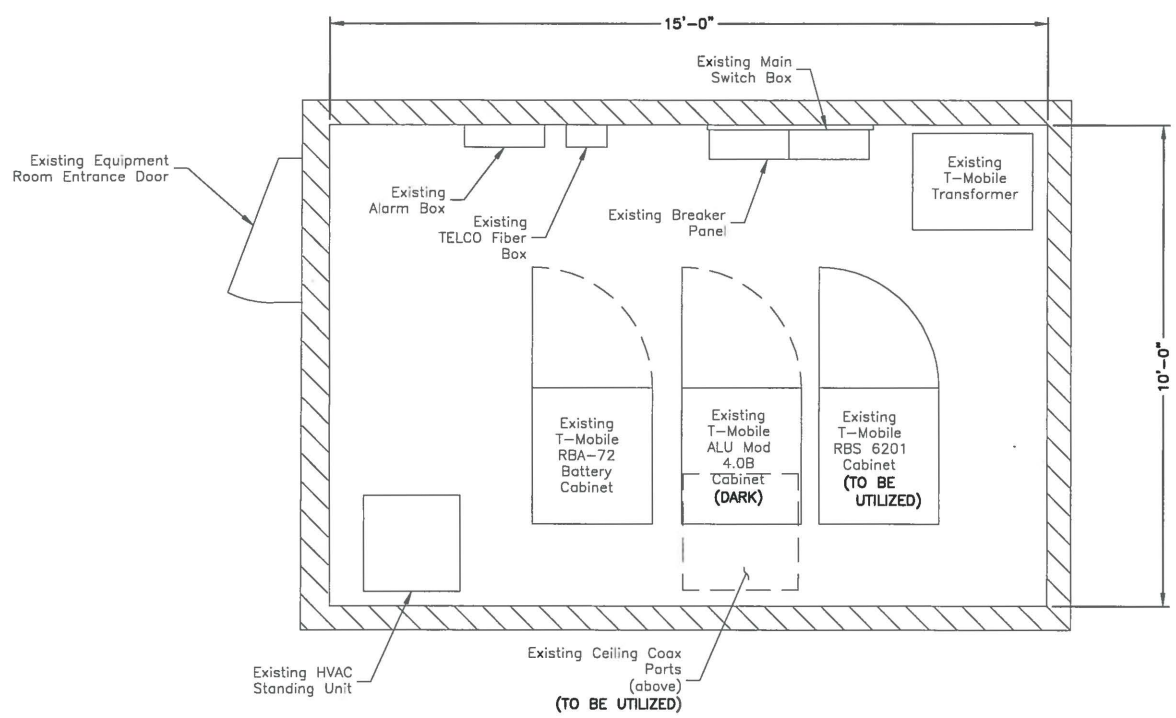 15'-0"
Existing Main
Switch Box
Existing Equipment
Room Entrance Door
Existing
Alarm Box
Existing
TELCO Fiber
Box
Existing Breaker
Panel
Existing
T-Mobile
Transformer
10'-0"
Existing
T-Mobile
RBA-72
Battery
Cabinet
Existing
T-Mobile
ALU Mod
4.0B
Cabinet
(DARK)
Existing
T-Mobile
RBS 6201
Cabinet
(TO BE
UTILIZED)
Existing HVAC
Standing Unit
Existing Ceiling Coax
Ports
(above)
(TO BE UTILIZED)